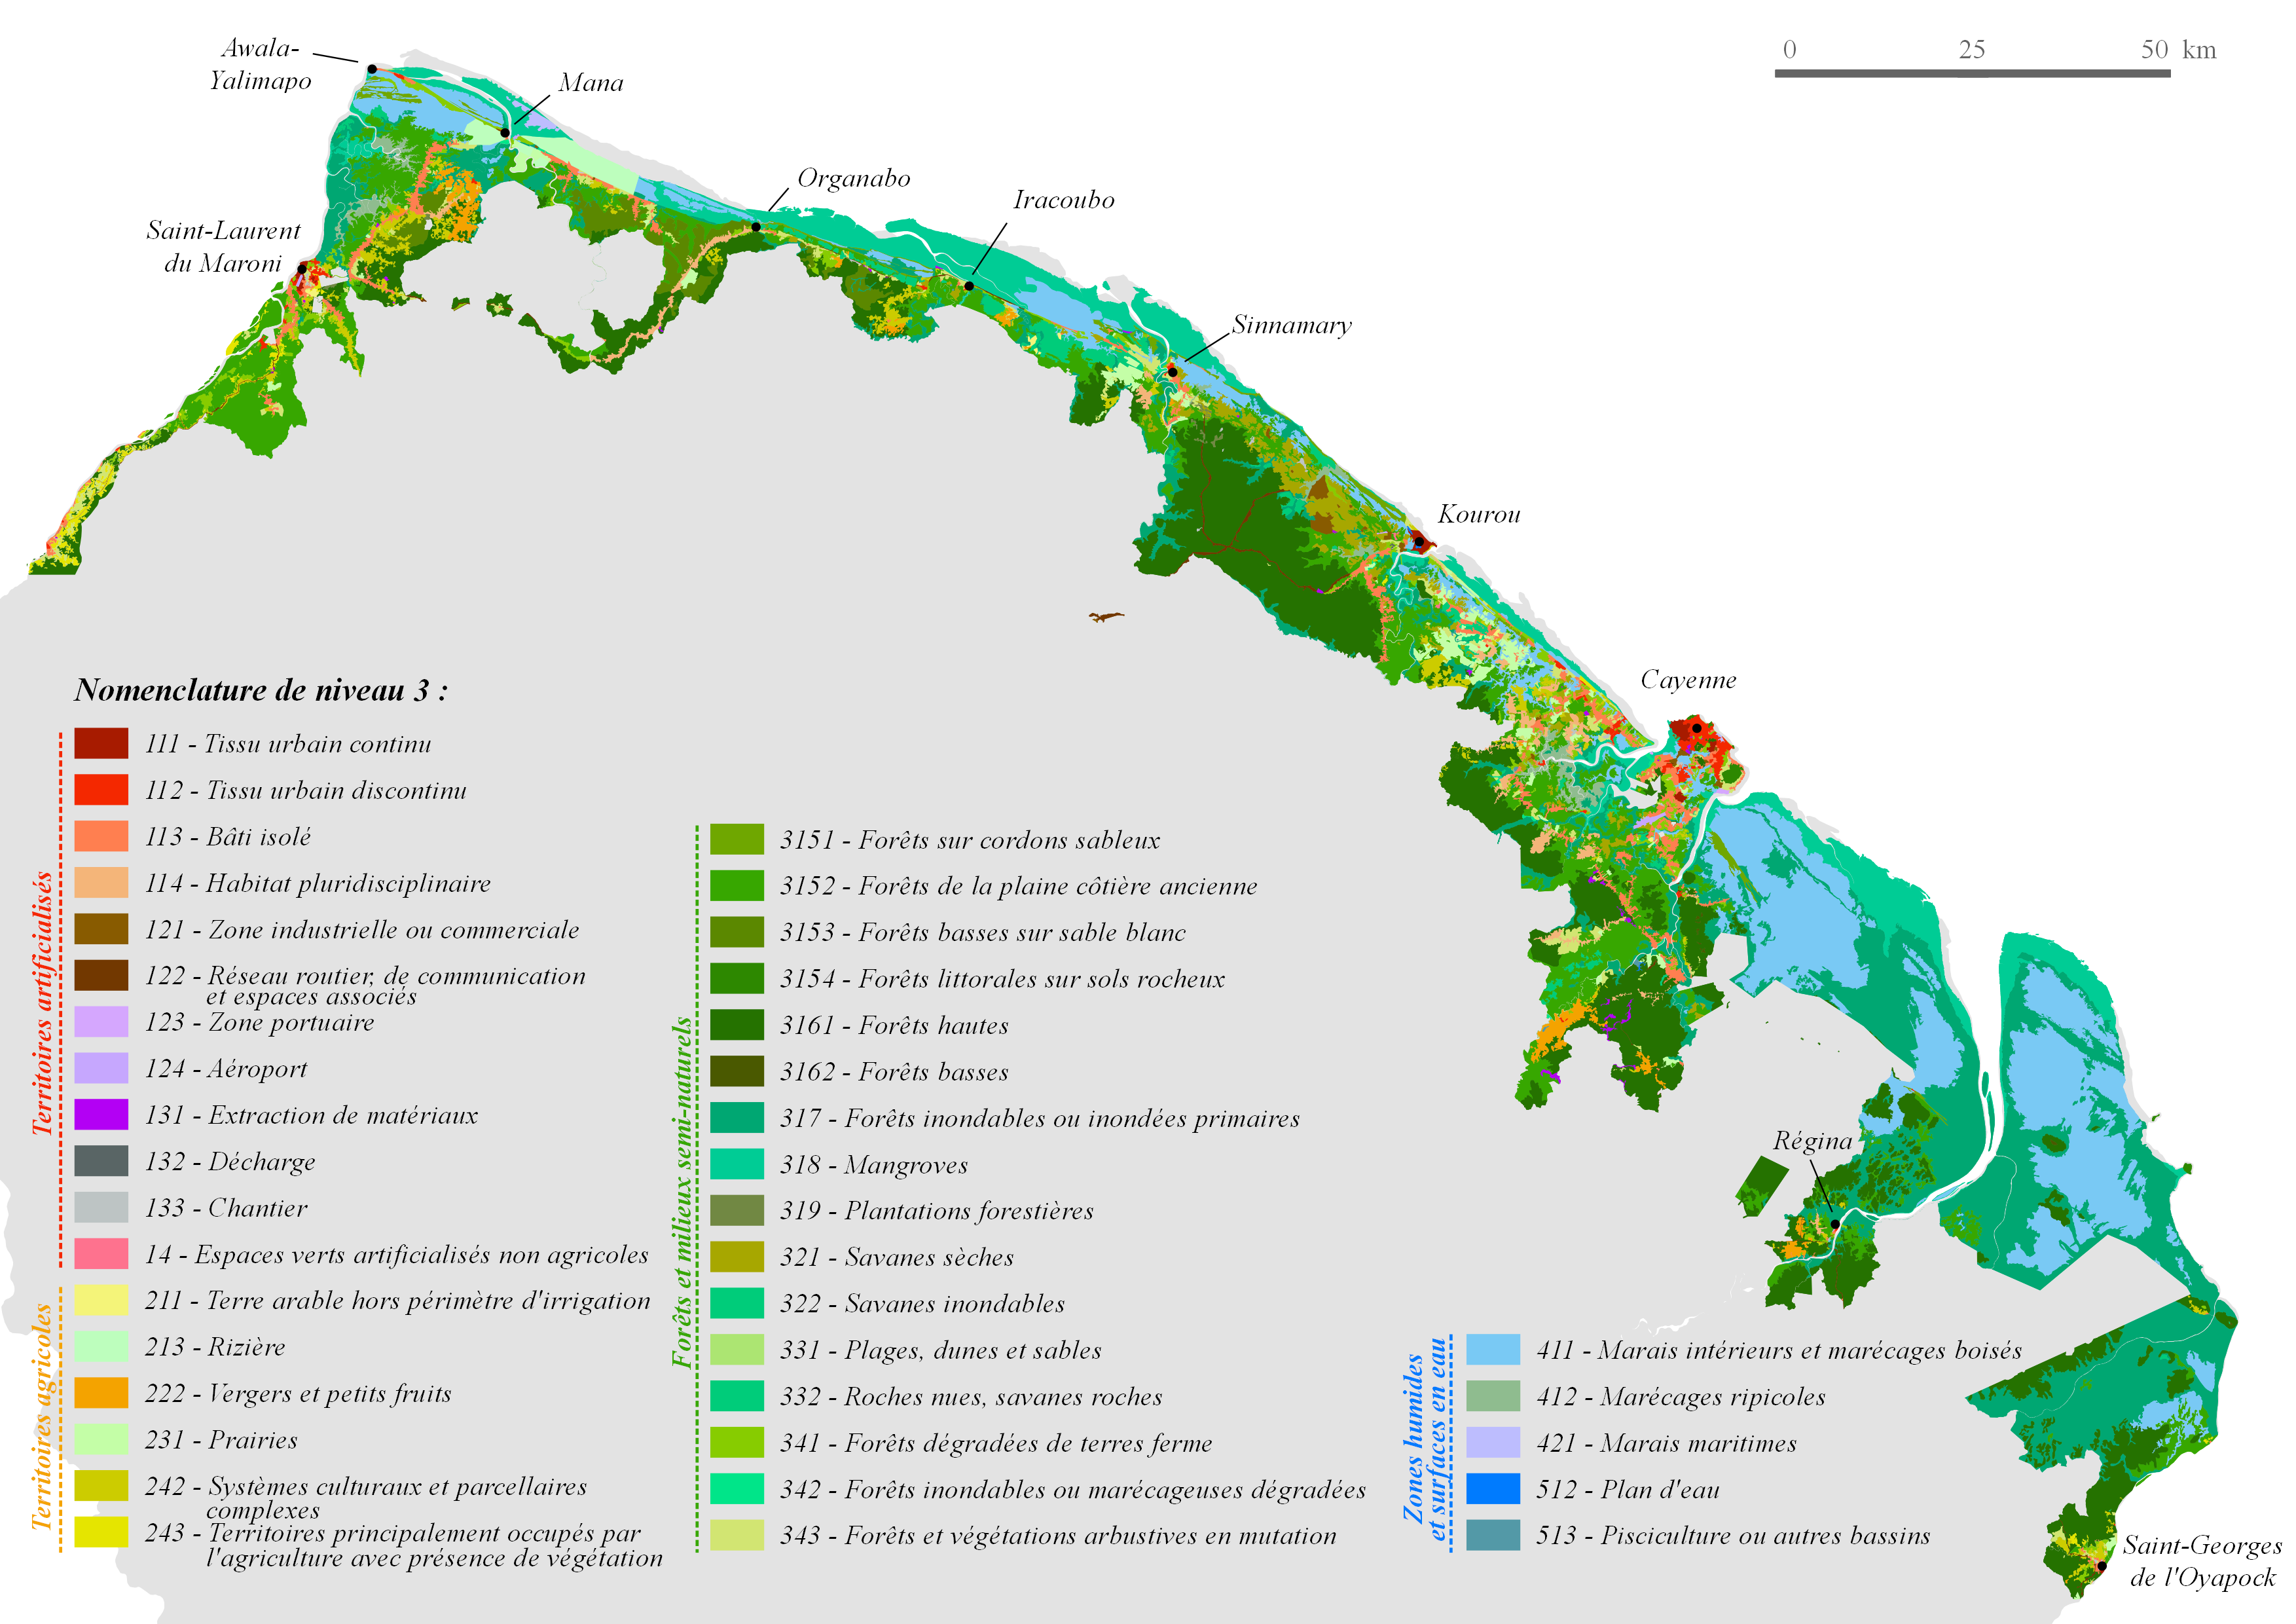 0 25 50 km
Awala-
Yalimapo
Mana
Organabo
Iracoubo
Saint-Laurent
du Maroni
Sinnamary
Kourou
Cayenne
Régina
Saint-Georges
de l'Oyapock
Nomenclature de niveau 3 :
Territoires artificialisés
111 - Tissu urbain continu
112 - Tissu urbain discontinu
113 - Bâti isolé
114 - Habitat pluridisciplinaire
121 - Zone industrielle ou commerciale
122 - Réseau routier, de communication
et espaces associés
123 - Zone portuaire
124 - Aéroport
131 - Extraction de matériaux
132 - Décharge
133 - Chantier
14 - Espaces verts artificialisés non agricoles
Territoires agricoles
211 - Terre arable hors périmètre d'irrigation
213 - Rizière
222 - Vergers et petits fruits
231 - Prairies
242 - Systèmes culturaux et parcellaires
complexes
243 - Territoires principalement occupés par
l'agriculture avec présence de végétation
Forêts et milieux semi-naturels
3151 - Forêts sur cordons sableux
3152 - Forêts de la plaine côtière ancienne
3153 - Forêts basses sur sable blanc
3154 - Forêts littorales sur sols rocheux
3161 - Forêts hautes
3162 - Forêts basses
317 - Forêts inondables ou inondées primaires
318 - Mangroves
319 - Plantations forestières
321 - Savanes sèches
322 - Savanes inondables
331 - Plages, dunes et sables
332 - Roches nues, savanes roches
341 - Forêts dégradées de terres ferme
342 - Forêts inondables ou marécageuses dégradées
343 - Forêts et végétations arbustives en mutation
Zones humides
et surfaces en eau
411 - Marais intérieurs et marécages boisés
412 - Marécages ripicoles
421 - Marais maritimes
512 - Plan d'eau
513 - Pisciculture ou autres bassins